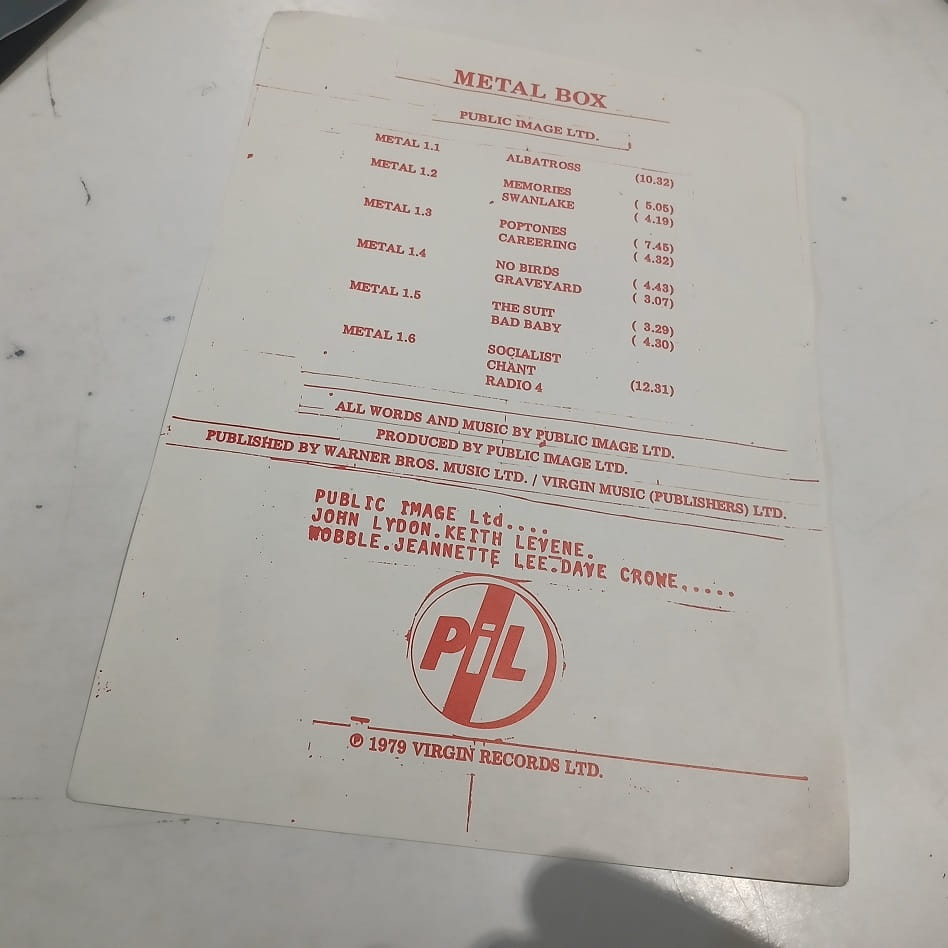 METAL BOX
PUBLIC IMAGE LTD.
METAL 1.1
ALBATROSS (10.32)
METAL 1.2
MEMORIES ( 5.05)
SWANLAKE ( 4.19)
METAL 1.3
POPTONES ( 7.45)
CAREERING ( 4.32)
METAL 1.4
NO BIRDS ( 4.43)
GRAVEYARD ( 3.07)
METAL 1.5
THE SUIT ( 3.29)
BAD BABY ( 4.30)
METAL 1.6
SOCIALIST
CHANT
RADIO 4 (12.31)
ALL WORDS AND MUSIC BY PUBLIC IMAGE LTD.
PRODUCED BY PUBLIC IMAGE LTD.
PUBLISHED BY WARNER BROS. MUSIC LTD. / VIRGIN MUSIC (PUBLISHERS) LTD.
PUBLIC IMAGE Ltd....
JOHN LYDON.KEITH LEVENE.
WOBBLE.JEANNETTE LEE.DAVE CROWE.....
PiL
℗ 1979 VIRGIN RECORDS LTD.